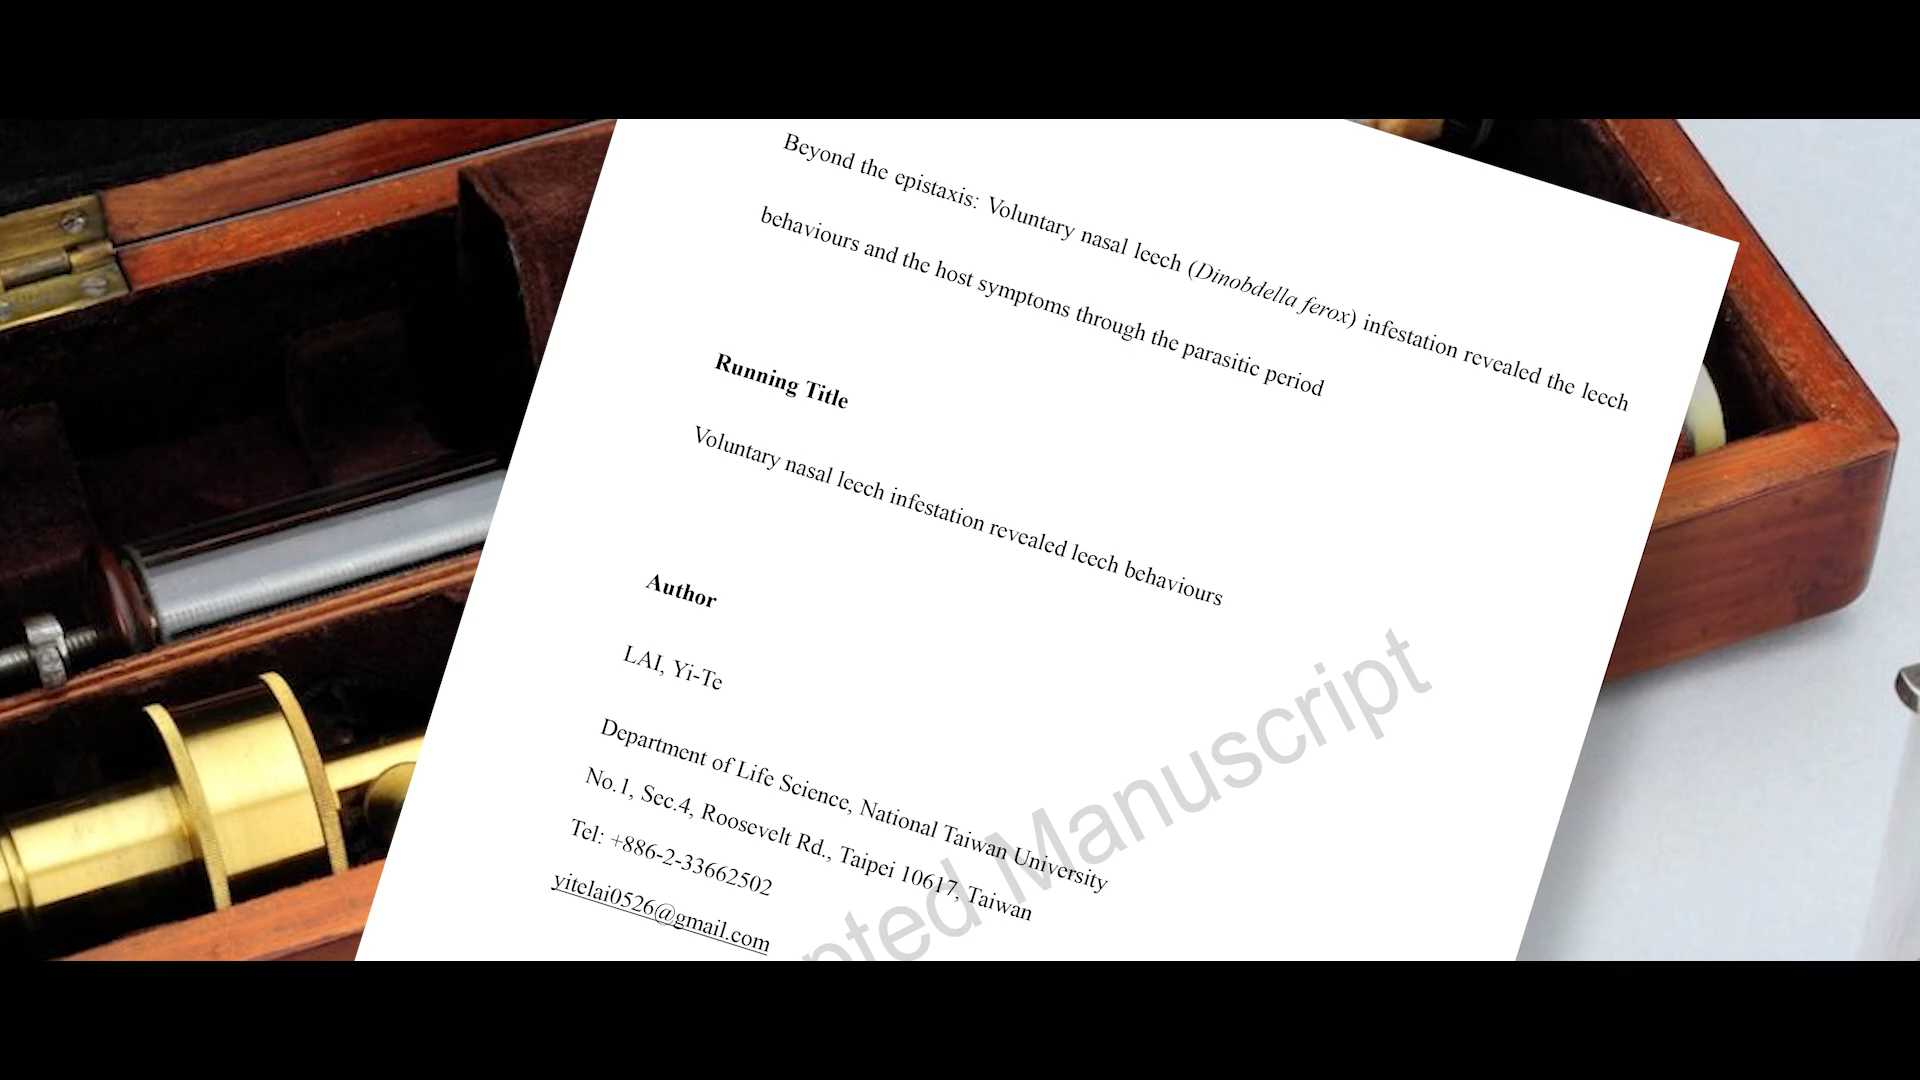 Beyond the epistaxis: Voluntary nasal leech (Dinobdella ferox) infestation revealed the leech
behaviours and the host symptoms through the parasitic period
Running Title
Voluntary nasal leech infestation revealed leech behaviours
Author
LAI, Yi-Te
Department of Life Science, National Taiwan University
No.1, Sec.4, Roosevelt Rd., Taipei 10617, Taiwan
Tel: +886-2-33662502
yitelai0526@gmail.com
pted Manuscript